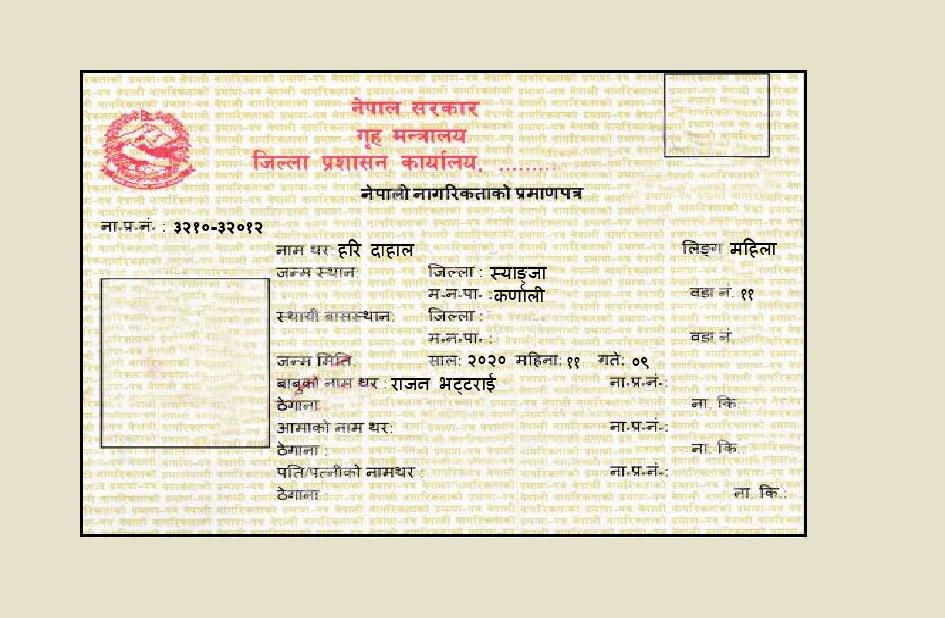 नेपाल सरकार
गृह मन्त्रालय
जिल्ला प्रशासन कार्यालय, .........
नेपाली नागरिकताको प्रमाणपत्र
ना.प्र.नं. : ३२१०-३२०१२
नाम थर: हरि दाहाल लिङ्ग महिला
जन्म स्थान: जिल्ला : स्याङ्जा
म.न.पा. :कर्णाली वडा नं. ११
स्थायी बासस्थान: जिल्ला :
म.न.पा. : वडा नं
जन्म मिति: साल: २०२० महिना: ११ गते: ०९
बाबुको नाम थर : राजन भट्टराई ना.प्र.नं.:
ठेगाना ना. कि.
आमाको नाम थर: ना.प्र.नं.:
ठेगाना : ना. कि.
पति/पत्नीको नामथर : ना.प्र.नं.:
ठेगाना : ना. कि.: